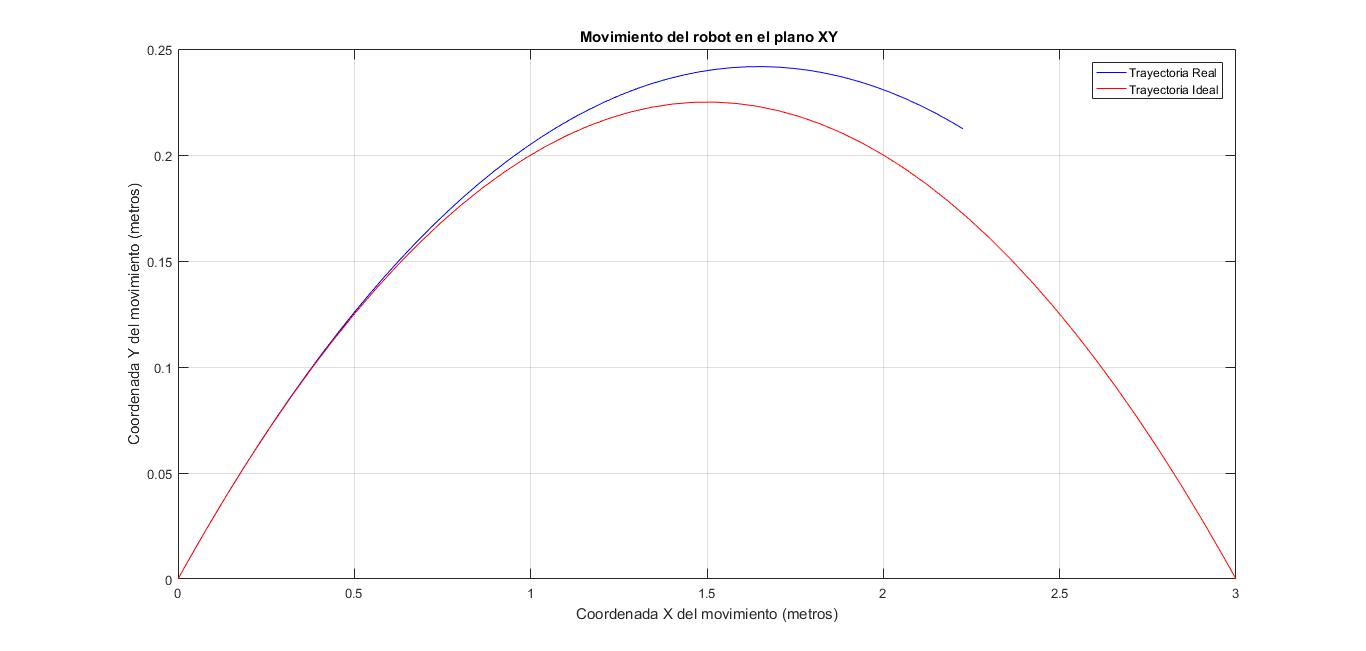 Movimiento del robot en el plano XY
Trayectoria Real
Trayectoria Ideal
Coordenada Y del movimiento (metros)
0.25
0.2
0.15
0.1
0.05
0
0 0.5 1 1.5 2 2.5 3
Coordenada X del movimiento (metros)